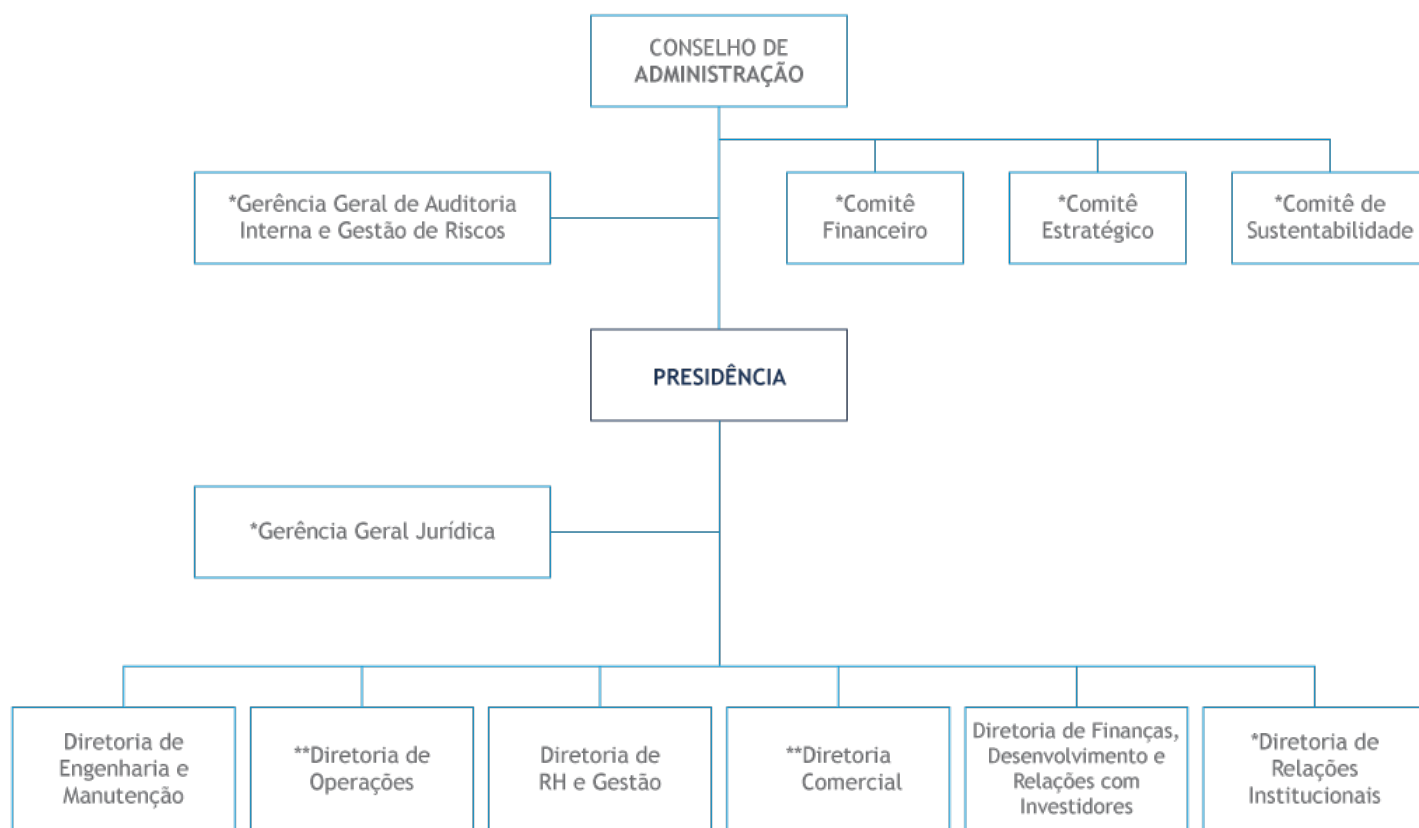 CONSELHO DE
ADMINISTRAÇÃO
*Gerência Geral de Auditoria
Interna e Gestão de Riscos
*Comitê
Financeiro
*Comitê
Estratégico
*Comitê de
Sustentabilidade
PRESIDÊNCIA
*Gerência Geral Jurídica
Diretoria de
Engenharia e
Manutenção
**Diretoria de
Operações
Diretoria de
RH e Gestão
**Diretoria
Comercial
Diretoria de Finanças,
Desenvolvimento e
Relações com
Investidores
*Diretoria de
Relações
Institucionais